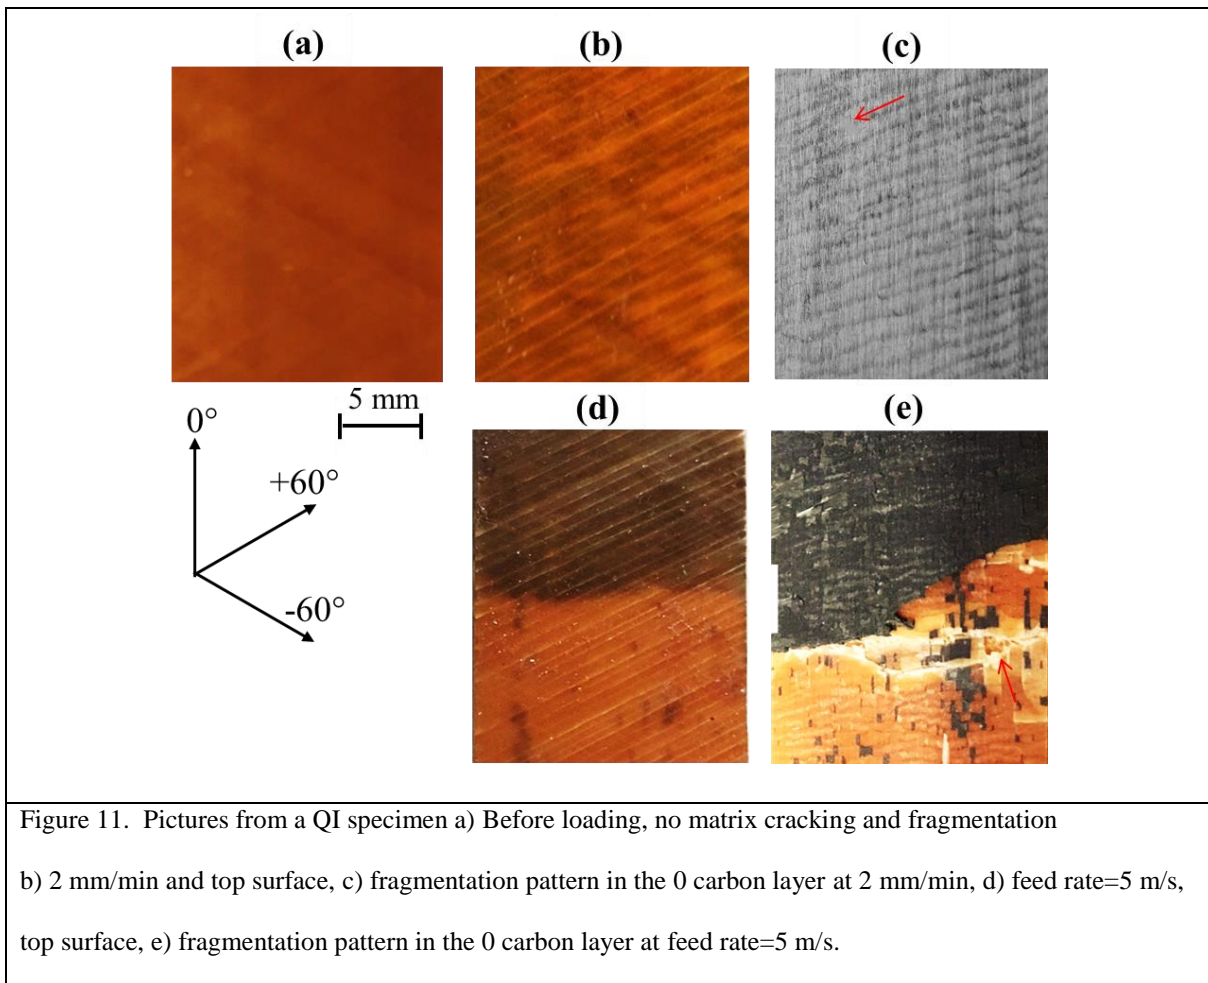 (a)
(b)
(c)
0°
5 mm
+60°
-60°
(d)
(e)
Figure 11. Pictures from a QI specimen a) Before loading, no matrix cracking and fragmentation
b) 2 mm/min and top surface, c) fragmentation pattern in the 0 carbon layer at 2 mm/min, d) feed rate=5 m/s,
top surface, e) fragmentation pattern in the 0 carbon layer at feed rate=5 m/s.